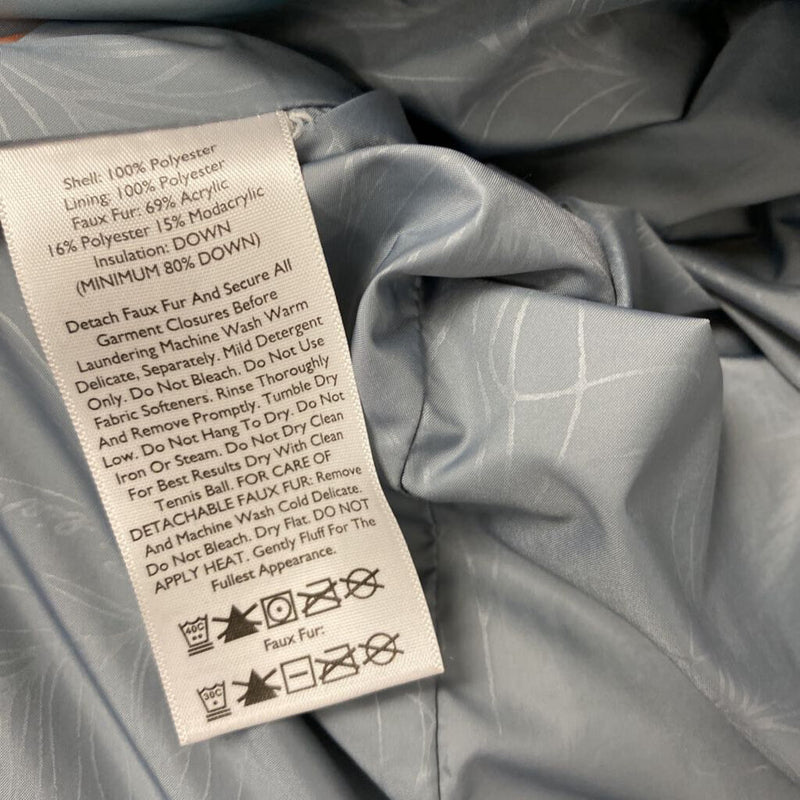 Shell: 100% Polyester
Lining: 100% Polyester
Faux Fur: 69% Acrylic
16% Polyester 15% Modacrylic
Insulation: DOWN
(MINIMUM 80% DOWN)
Detach Faux Fur And Secure All
Garment Closures Before
Laundering Machine Wash Warm
Delicate, Separately. Mild Detergent
Only. Do Not Bleach. Do Not Use
Fabric Softeners. Rinse Thoroughly
And Remove Promptly. Tumble Dry
Low. Do Not Hang To Dry. Do Not
Iron Or Steam. Do Not Dry Clean
For Best Results Dry With Clean
Tennis Ball. FOR CARE OF
DETACHABLE FAUX FUR: Remove
And Machine Wash Cold Delicate.
Do Not Bleach. Dry Flat. DO NOT
APPLY HEAT. Gently Fluff For The
Fullest Appearance.
40C
Faux Fur:
30C